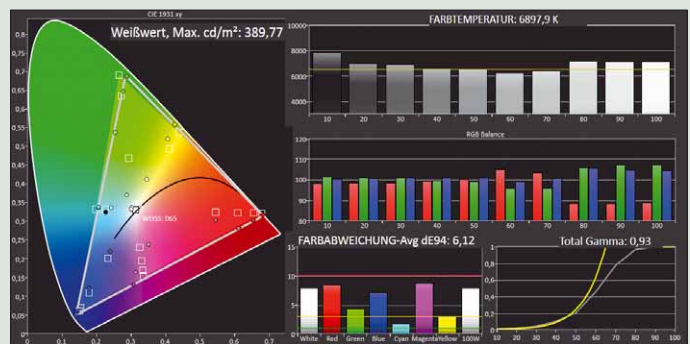 CIE 1931 xy
Weißwert, Max. cd/m²: 389,77
0,8
0,75
0,7
0,65
0,6
0,55
0,5
0,45
0,4
0,35
0,3
0,25
0,2
0,15
0,1
0,05
0 0,1 0,2 0,3 0,4 0,5 0,6 0,7
WEISS: D65
FARBTEMPERATUR: 6897,9 K
10000
8000
6000
4000
10 20 30 40 50 60 70 80 90 100
RGB Balance
120
110
100
90
80
10 20 30 40 50 60 70 80 90 100
FARBABWEICHUNG-Avg dE94: 6,12
15
10
5
0
White Red Green Blue Cyan Magenta Yellow 100W
Total Gamma: 0,93
1
0,8
0,6
0,4
0,2
0
10 20 30 40 50 60 70 80 90 100